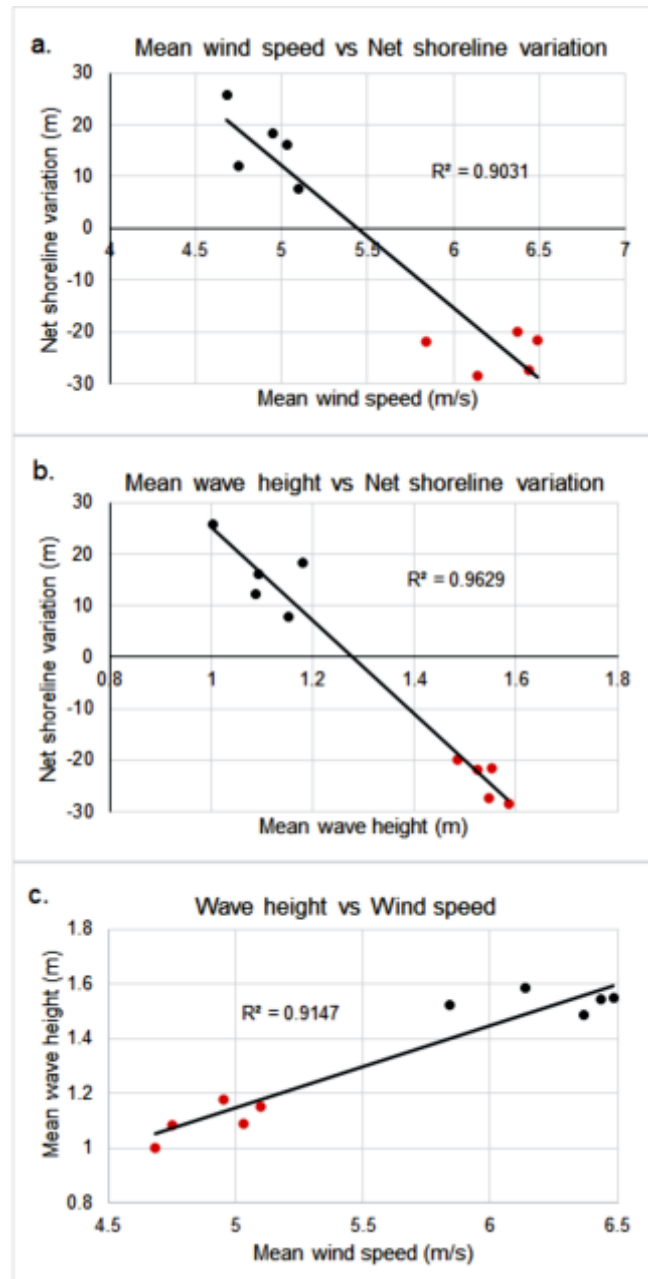 a.
Mean wind speed vs Net shoreline variation
Net shoreline variation (m)
30
20
10
0
-10
-20
-30
R² = 0.9031
4 4.5 5 5.5 6 6.5 7
Mean wind speed (m/s)
b.
Mean wave height vs Net shoreline variation
Net shoreline variation (m)
30
20
10
0
-10
-20
-30
R² = 0.9629
0.8 1 1.2 1.4 1.6 1.8
Mean wave height (m)
c.
Wave height vs Wind speed
Mean wave height (m)
1.8
1.6
1.4
1.2
1
0.8
R² = 0.9147
4.5 5 5.5 6 6.5
Mean wind speed (m/s)